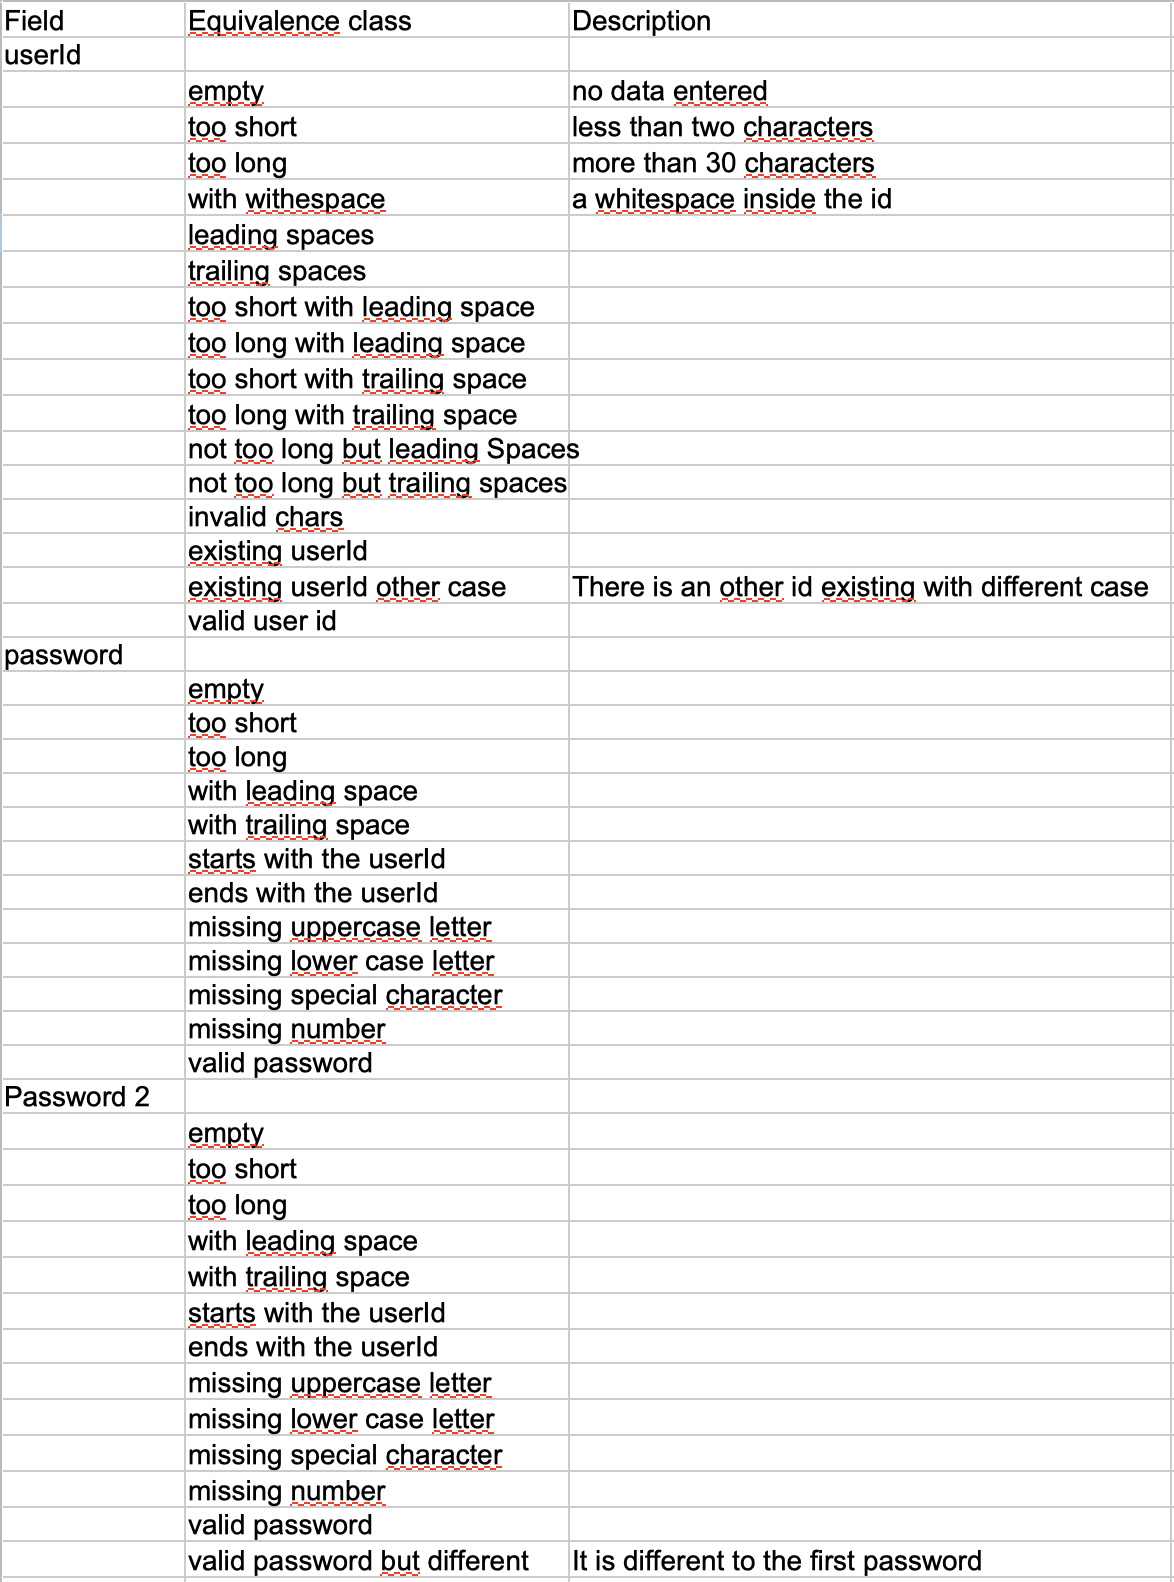 Field Equivalence class Description
userId
empty no data entered
too short less than two characters
too long more than 30 characters
with withespace a whitespace inside the id
leading spaces
trailing spaces
too short with leading space
too long with leading space
too short with trailing space
too long with trailing space
not too long but leading Spaces
not too long but trailing spaces
invalid chars
existing userId
existing userId other case There is an other id existing with different case
valid user id
password
empty
too short
too long
with leading space
with trailing space
starts with the userId
ends with the userId
missing uppercase letter
missing lower case letter
missing special character
missing number
valid password
Password 2
empty
too short
too long
with leading space
with trailing space
starts with the userId
ends with the userId
missing uppercase letter
missing lower case letter
missing special character
missing number
valid password
valid password but different It is different to the first password